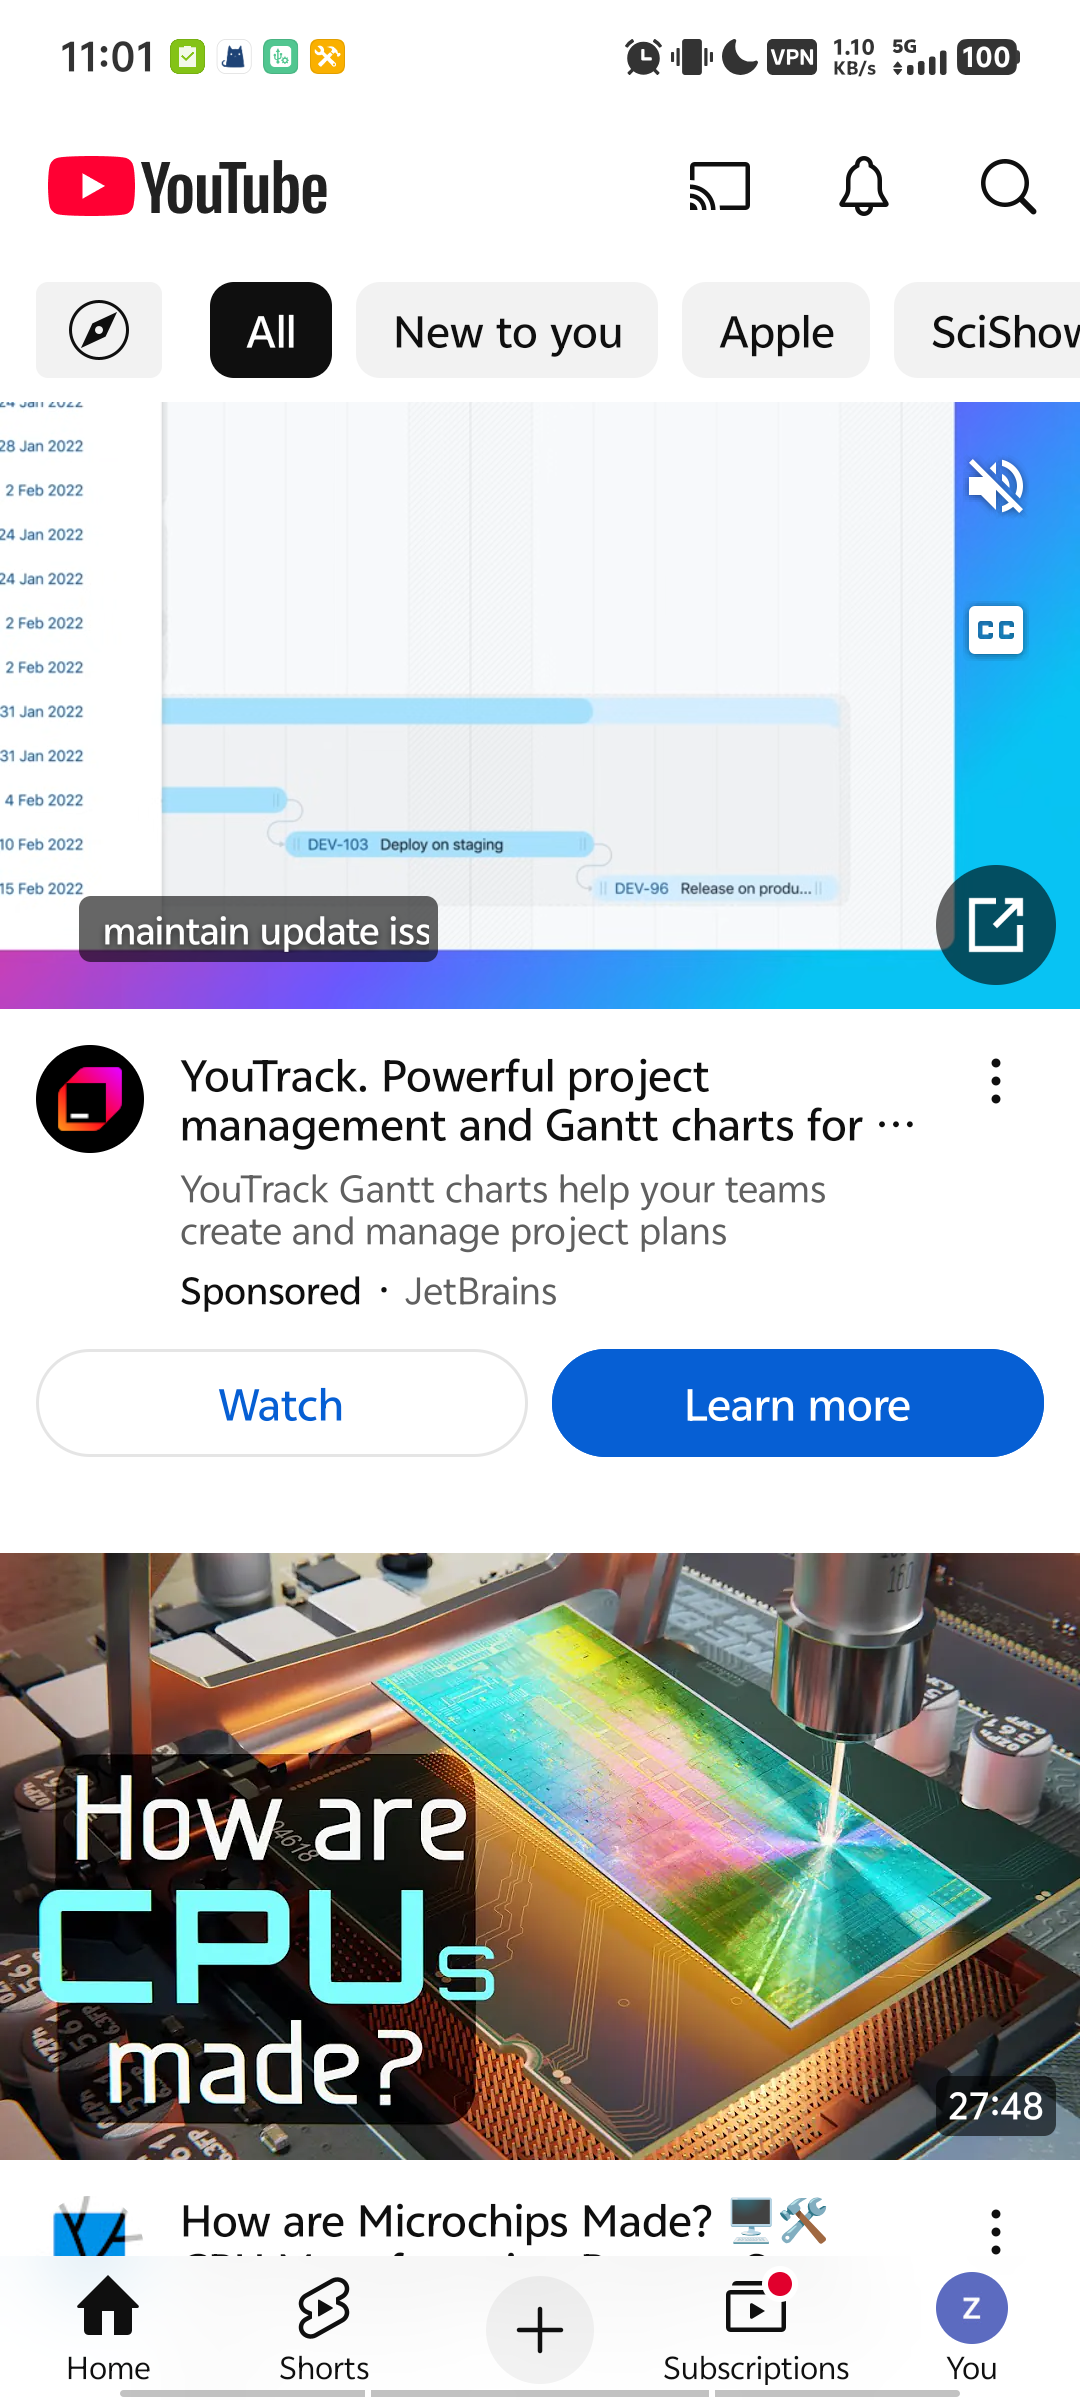 11:01
VPN
1.10
KB/s
5G
100
YouTube
All
New to you
Apple
SciShow
24 Jan 2022
28 Jan 2022
2 Feb 2022
24 Jan 2022
24 Jan 2022
2 Feb 2022
2 Feb 2022
31 Jan 2022
31 Jan 2022
4 Feb 2022
10 Feb 2022
DEV-103 Deploy on staging
15 Feb 2022
DEV-96 Release on produ...
CC
maintain update iss
YouTrack. Powerful project
management and Gantt charts for ...
YouTrack Gantt charts help your teams
create and manage project plans
Sponsored · JetBrains
Watch
Learn more
How are
CPUs
made?
27:48
How are Microchips Made?
Home
Shorts
Subscriptions
Z
You